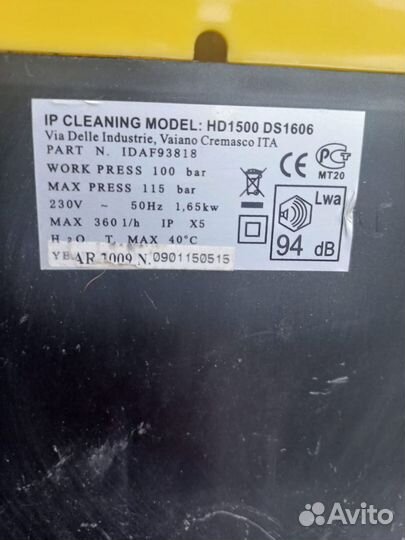 IP CLEANING MODEL: HD1500 DS1606
Via Delle Industrie, Vaiano Cremasco ITA
PART N. IDAF93818
WORK PRESS 100 bar
MAX PRESS 115 bar
230V ~ 50Hz 1,65kW
MAX 360 l/h IP X5
H2O T. MAX 40°C
YEAR 2009 N. 0901150515
CE
PCT
MT20
Lwa
94 dB
Avito